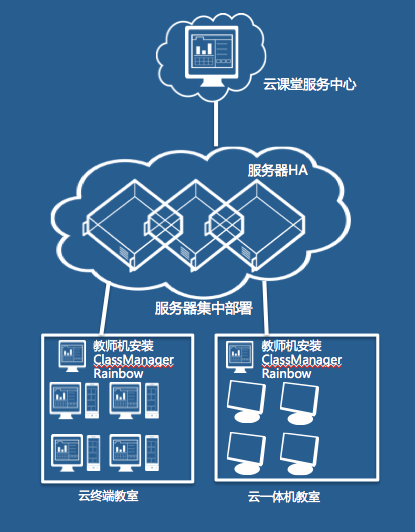 云课堂服务中心
服务器HA
服务器集中部署
教师机安装
ClassManager
Rainbow
教师机安装
ClassManager
Rainbow
云终端教室
云一体机教室